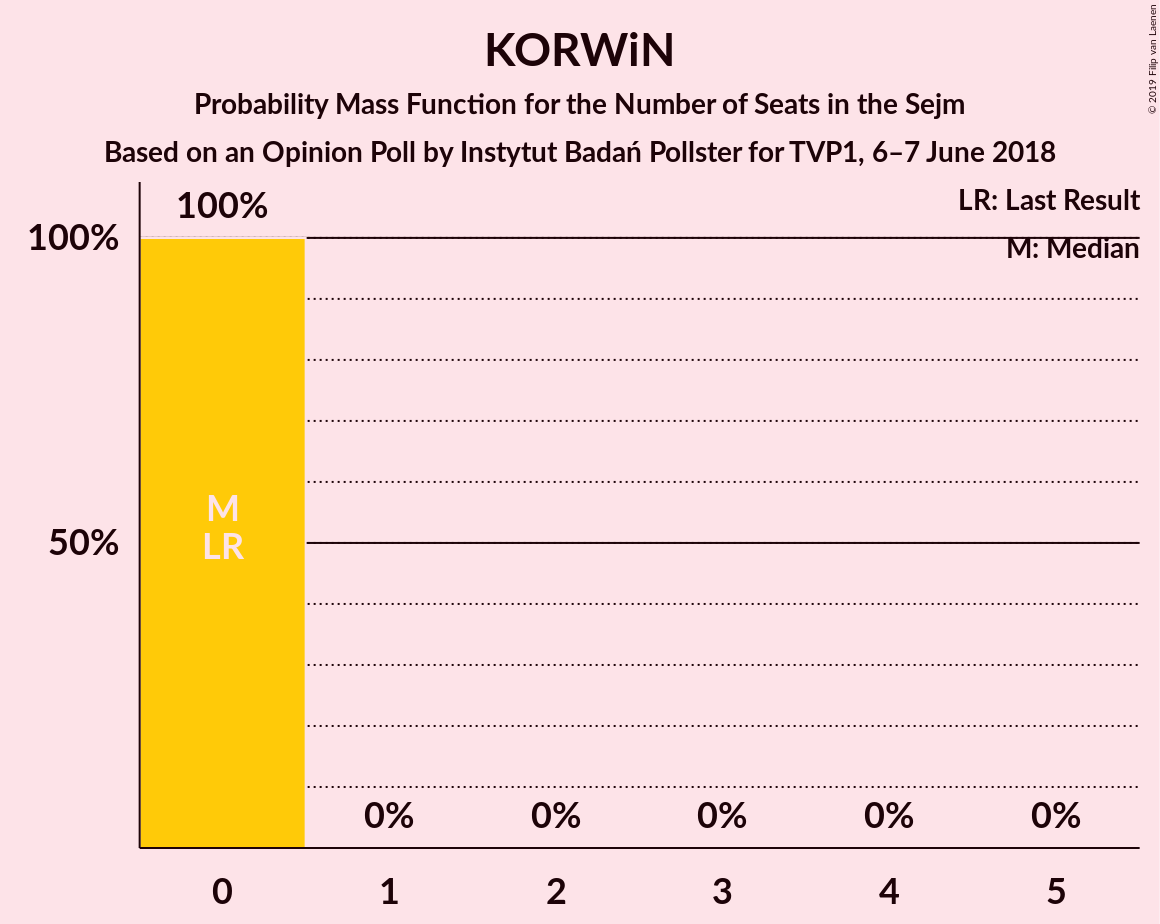 KORWiN
Probability Mass Function for the Number of Seats in the Sejm
Based on an Opinion Poll by Instytut Badań Pollster for TVP1, 6–7 June 2018
© 2019 Filip van Laenen
LR: Last Result
M: Median
100%
100%
50%
M
LR
0% 0% 0% 0% 0%
0 1 2 3 4 5